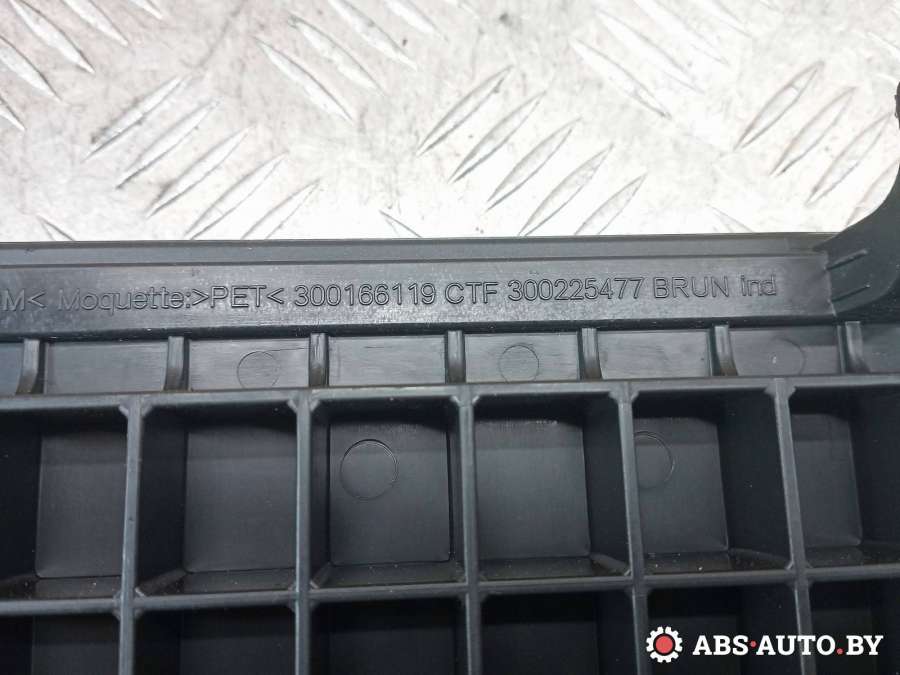 M< Moquette:>PET< 300166119 CTF 300225477 BRUN ind
ABS-AUTO.BY